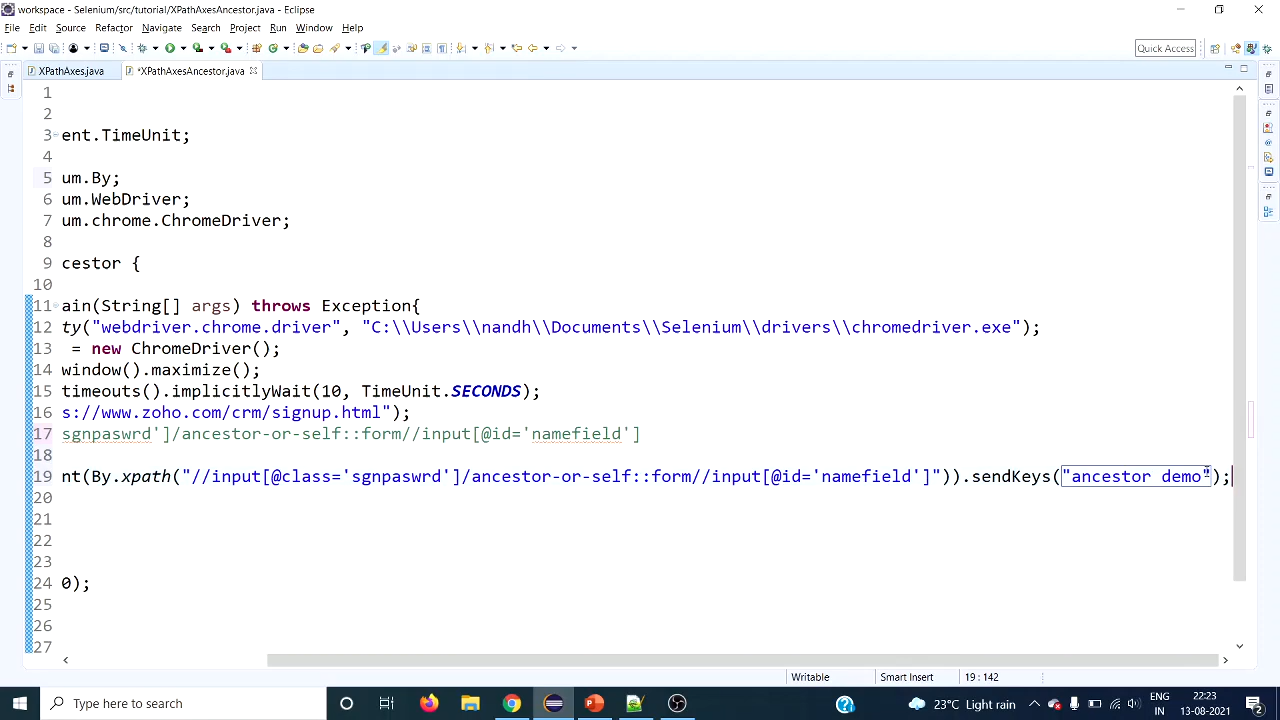 workspace - Selenium/src/tutorial/XPathAxesAncestor.java - Eclipse
File Edit Source Refactor Navigate Search Project Run Window Help
Quick Access
XPathAxes.java *XPathAxesAncestor.java
1
2
3 ent.TimeUnit;
4
5 um.By;
6 um.WebDriver;
7 um.chrome.ChromeDriver;
8
9 cestor {
10
11 ain(String[] args) throws Exception{
12 ty("webdriver.chrome.driver", "C:\\Users\\nandh\\Documents\\Selenium\\drivers\\chromedriver.exe");
13 = new ChromeDriver();
14 window().maximize();
15 timeouts().implicitlyWait(10, TimeUnit.SECONDS);
16 s://www.zoho.com/crm/signup.html");
17 sgnpaswrd']/ancestor-or-self::form//input[@id='namefield']
18
19 nt(By.xpath("//input[@class='sgnpaswrd']/ancestor-or-self::form//input[@id='namefield']")).sendKeys("ancestor demo");
20
21
22
23
24 0);
25
26
27
Writable Smart Insert 19 : 142
Type here to search
23°C Light rain
ENG
IN
22:23
13-08-2021
2